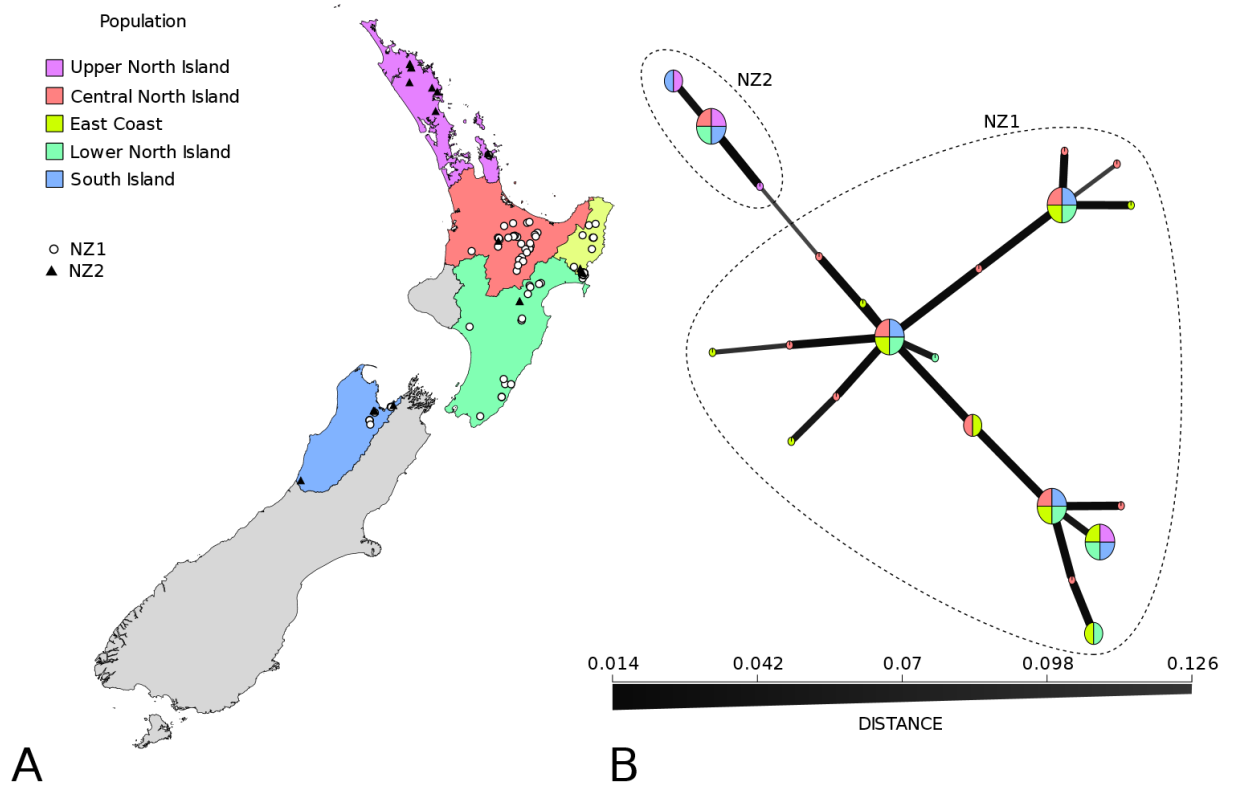 Population
Upper North Island
Central North Island
East Coast
Lower North Island
South Island
NZ1
NZ2
NZ2
NZ1
0.014 0.042 0.07 0.098 0.126
DISTANCE
A B